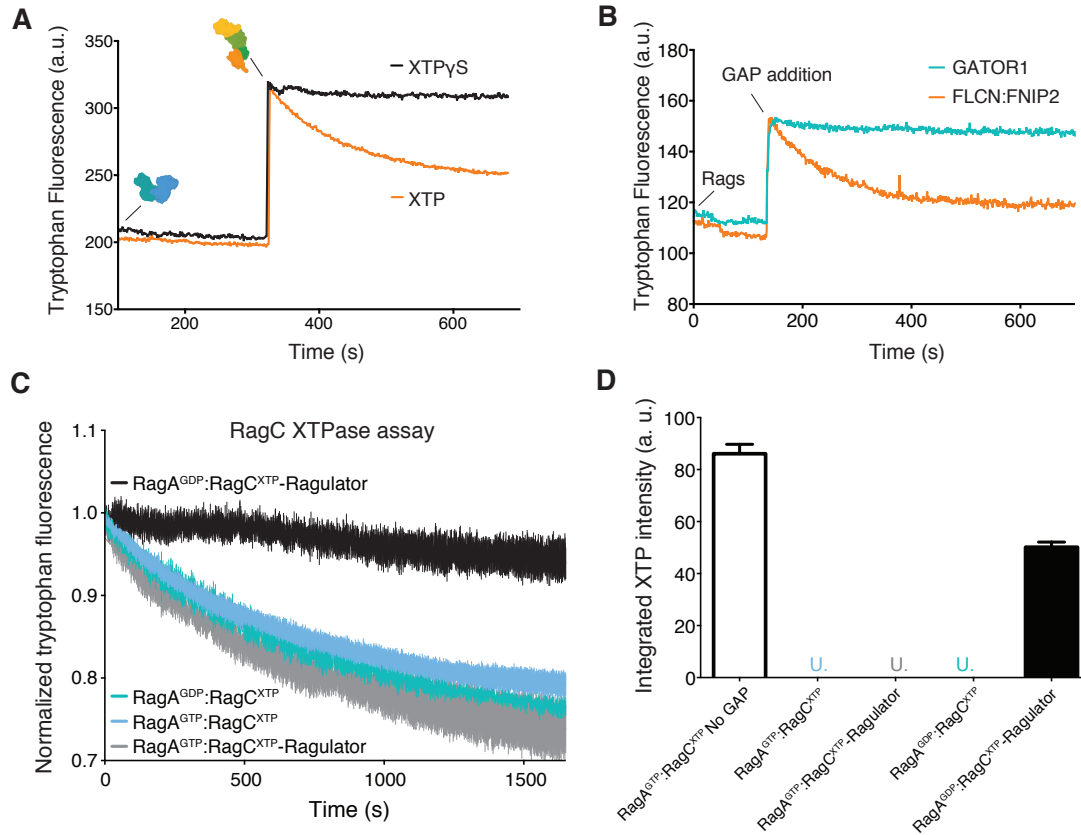 A
Tryptophan Fluorescence (a.u.)
350
300
250
200
150
200
400
600
Time (s)
XTPγS
XTP
B
Tryptophan Fluorescence (a.u.)
180
160
140
120
100
80
0
200
400
600
Time (s)
GAP addition
Rags
GATOR1
FLCN:FNIP2
C
RagC XTPase assay
Normalized tryptophan fluorescence
1.1
1.0
0.9
0.8
0.7
0
500
1000
1500
Time (s)
RagA^GDP:RagC^XTP-Ragulator
RagA^GDP:RagC^XTP
RagA^GTP:RagC^XTP
RagA^GTP:RagC^XTP-Ragulator
D
Integrated XTP intensity (a. u.)
100
80
60
40
20
0
U.
U.
U.
RagA^GTP:RagC^XTP No GAP
RagA^GTP:RagC^XTP
RagA^GTP:RagC^XTP-Ragulator
RagA^GDP:RagC^XTP
RagA^GDP:RagC^XTP-Ragulator